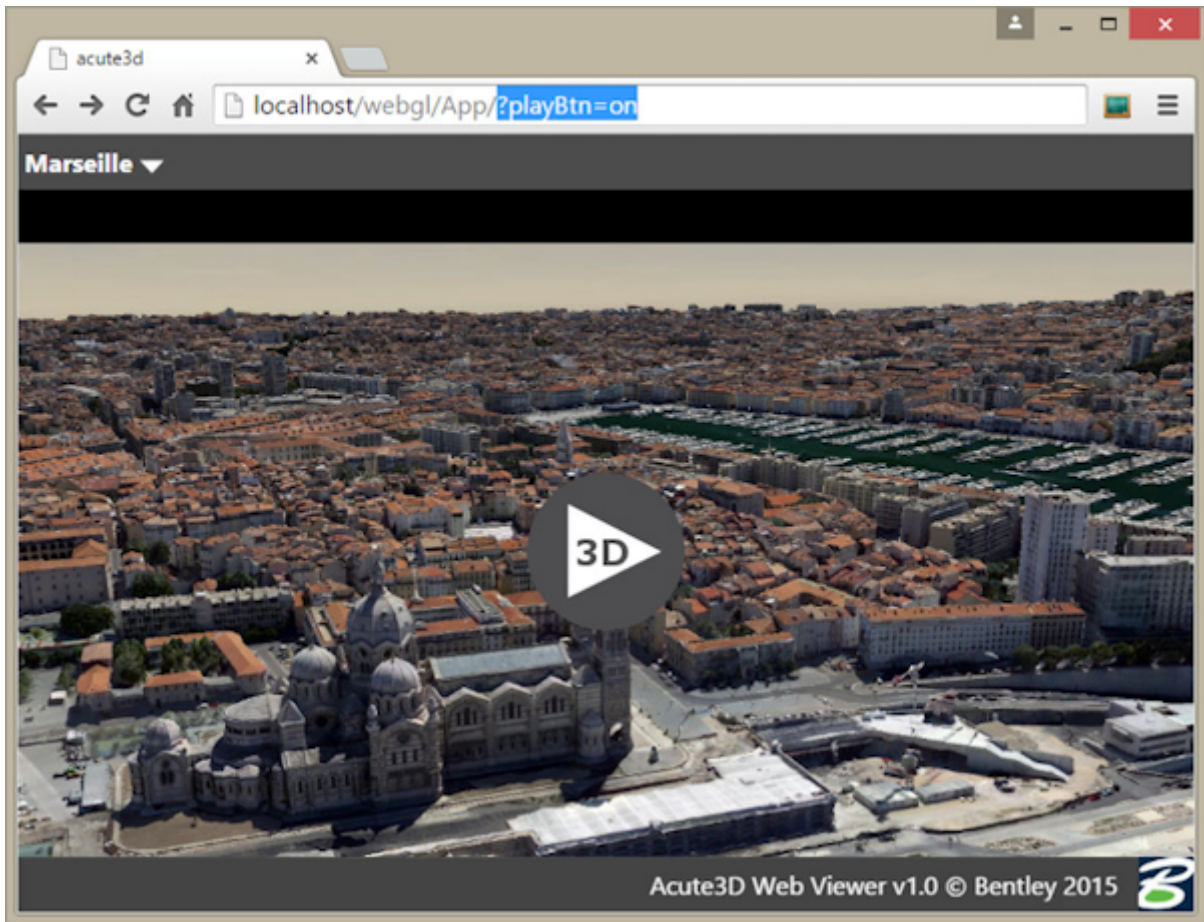 acute3d
localhost/webgl/App/?playBtn=on
Marseille
3D
Acute3D Web Viewer v1.0 © Bentley 2015